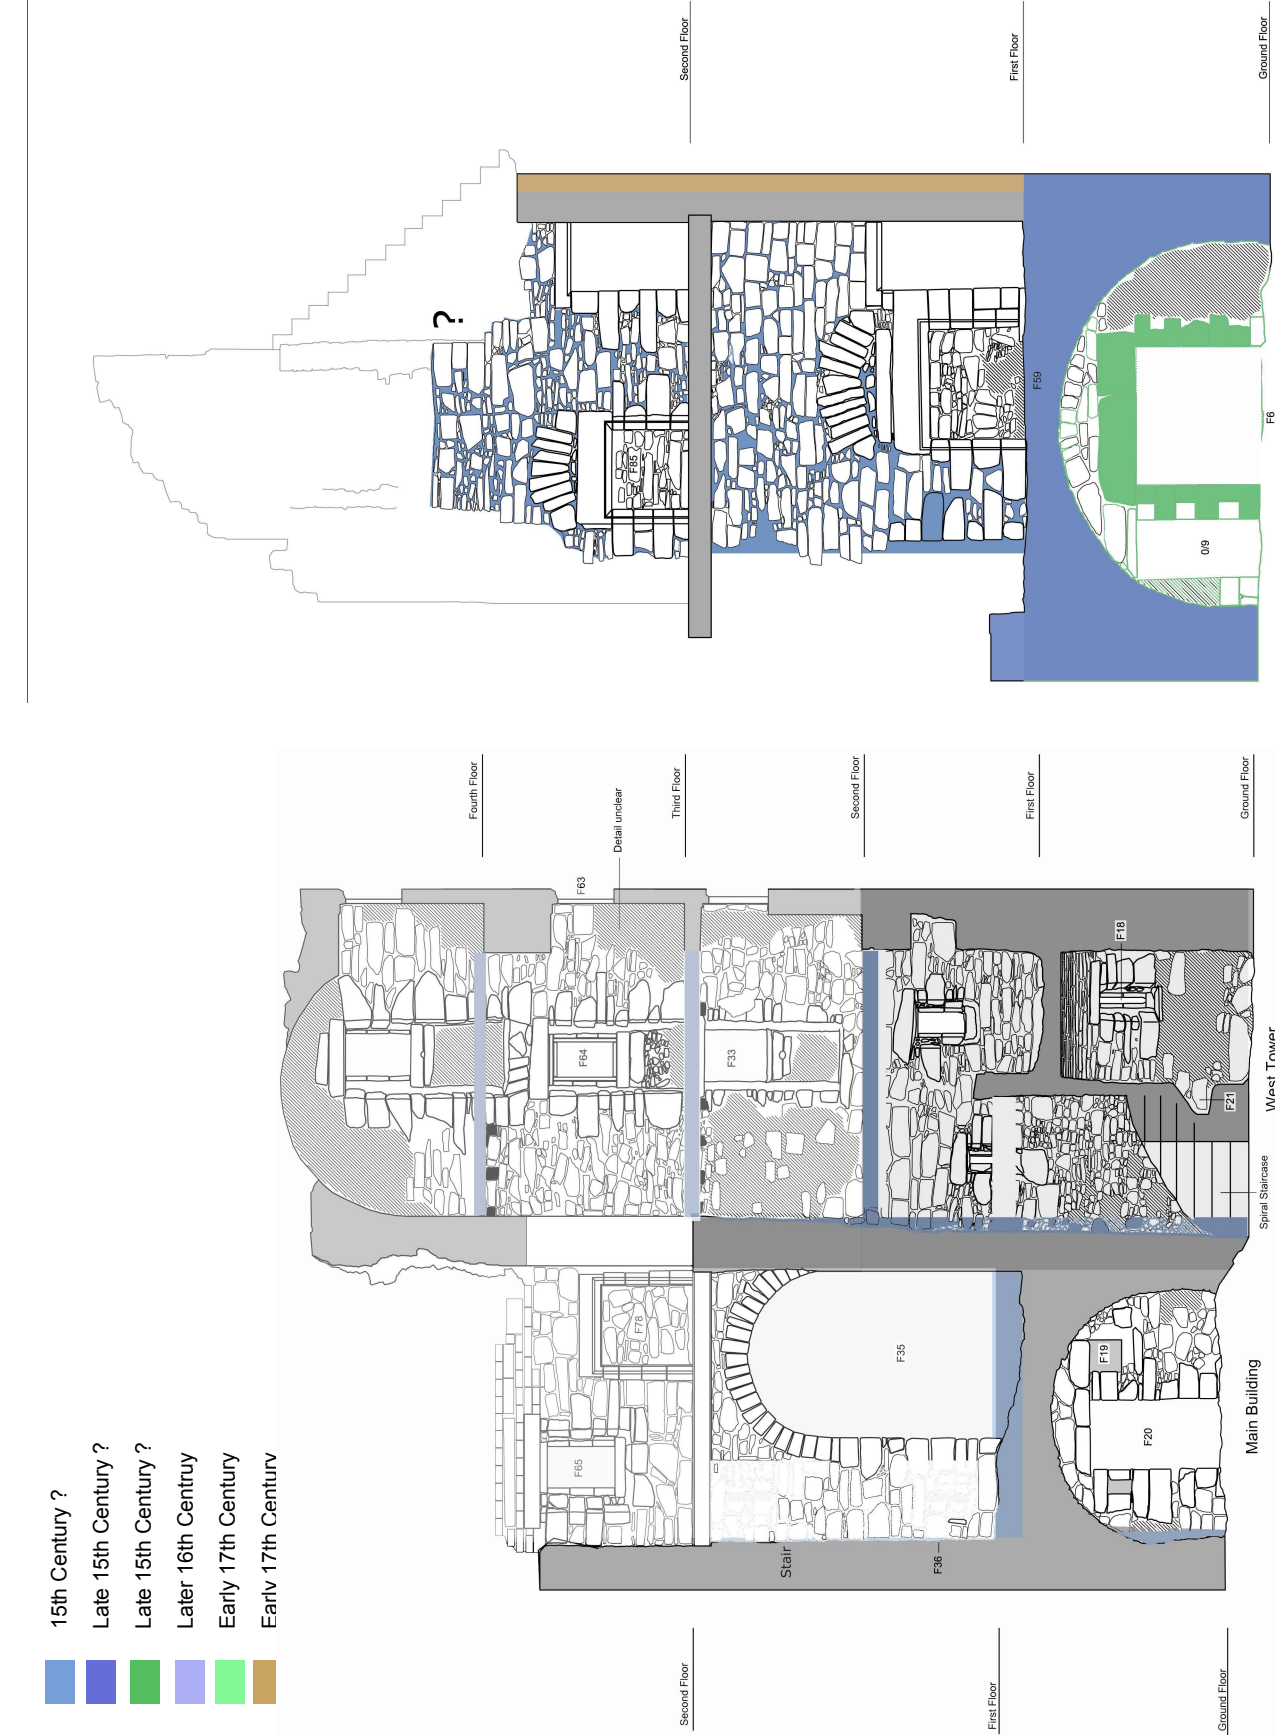 Second Floor
First Floor
Ground Floor
?
F85
F59
0/9
F6
Fourth Floor
Third Floor
Second Floor
First Floor
Ground Floor
Detail unclear
F63
F64
F33
F18
F21
West Tower
Spiral Staircase
F78
F65
F35
F19
F20
Main Building
Stair
F36
Second Floor
First Floor
Ground Floor
15th Century ?
Late 15th Century ?
Late 15th Century ?
Later 16th Centruy
Early 17th Century
Early 17th Century